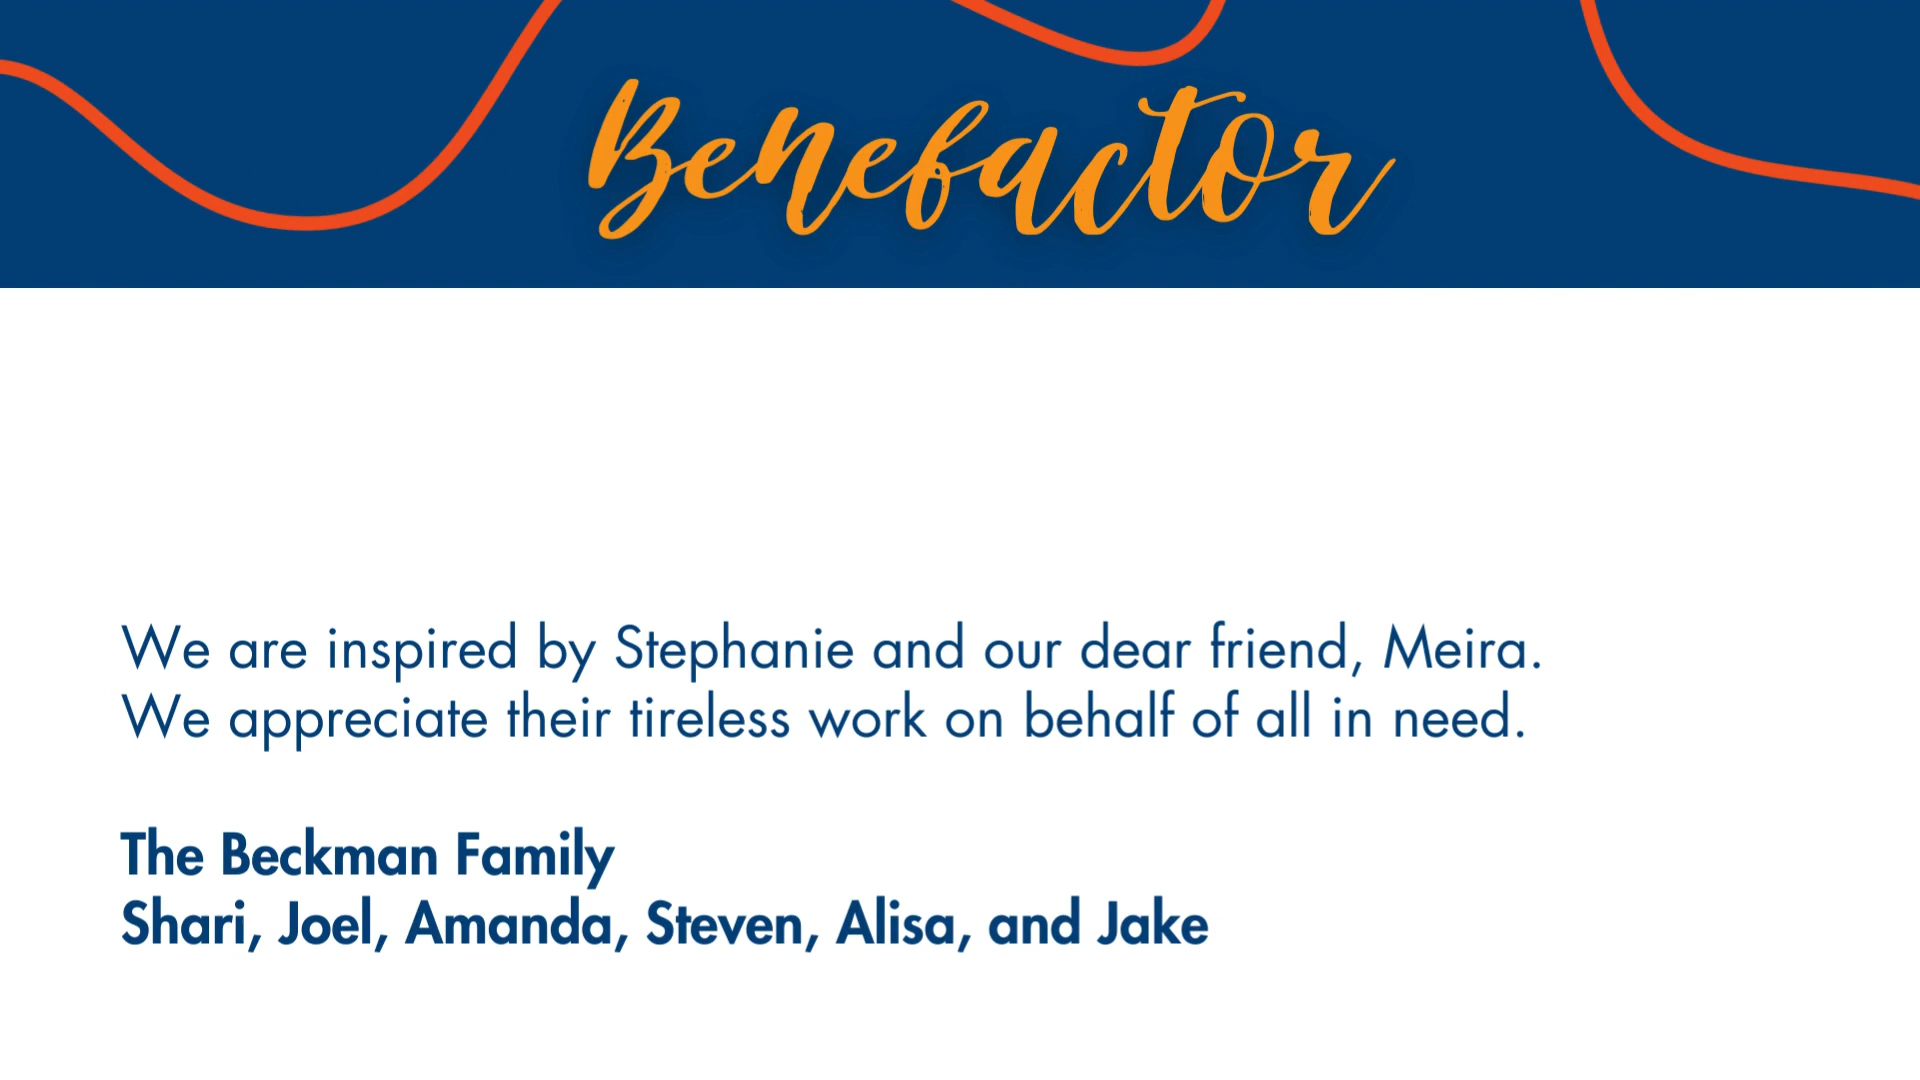 Benefactor
We are inspired by Stephanie and our dear friend, Meira.
We appreciate their tireless work on behalf of all in need.
The Beckman Family
Shari, Joel, Amanda, Steven, Alisa, and Jake